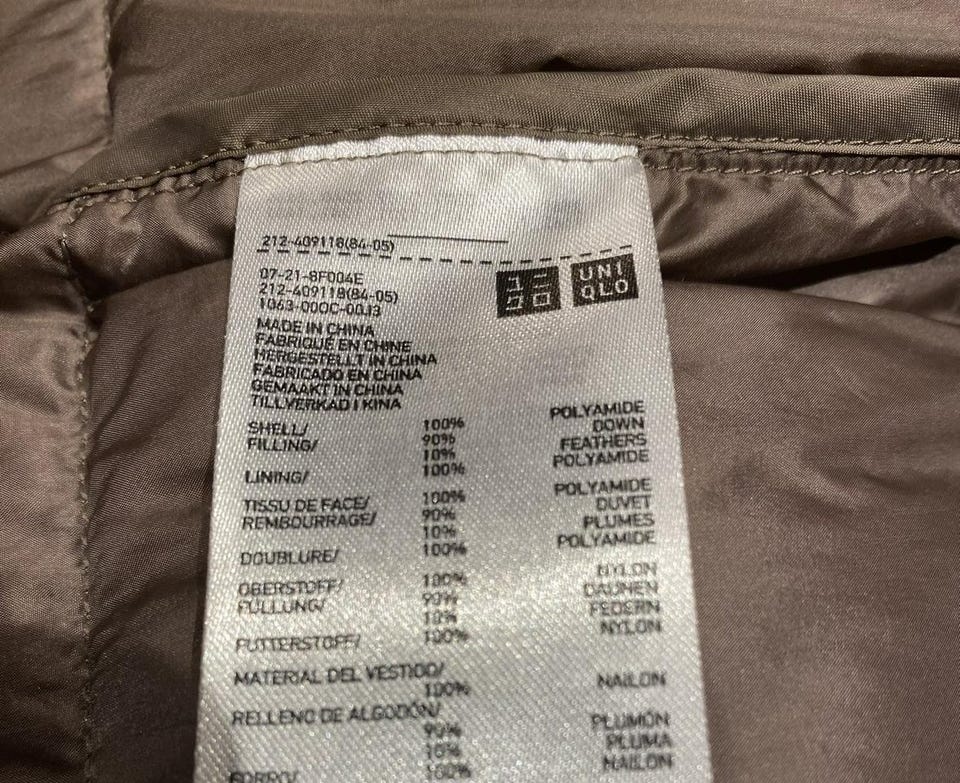 212-409118(84-05)
ユニ
クロ
UNI
QLO
07-21-8F004E
212-409118(84-05)
1063-000C-00J3
MADE IN CHINA
FABRIQUÉ EN CHINE
HERGESTELLT IN CHINA
FABRICADO EN CHINA
GEMAAKT IN CHINA
TILLVERKAD I KINA
SHELL/ 100% POLYAMIDE
FILLING/ 90% DOWN
10% FEATHERS
LINING/ 100% POLYAMIDE
TISSU DE FACE/ 100% POLYAMIDE
REMBOURRAGE/ 90% DUVET
10% PLUMES
DOUBLURE/ 100% POLYAMIDE
OBERSTOFF/ 100% NYLON
FÜLLUNG/ 90% DAUNEN
10% FEDERN
FUTTERSTOFF/ 100% NYLON
MATERIAL DEL VESTIDO/
100% NAILON
RELLENO DE ALGODÓN/
90% PLUMÓN
10% PLUMA
FORRO/ 100% NAILON